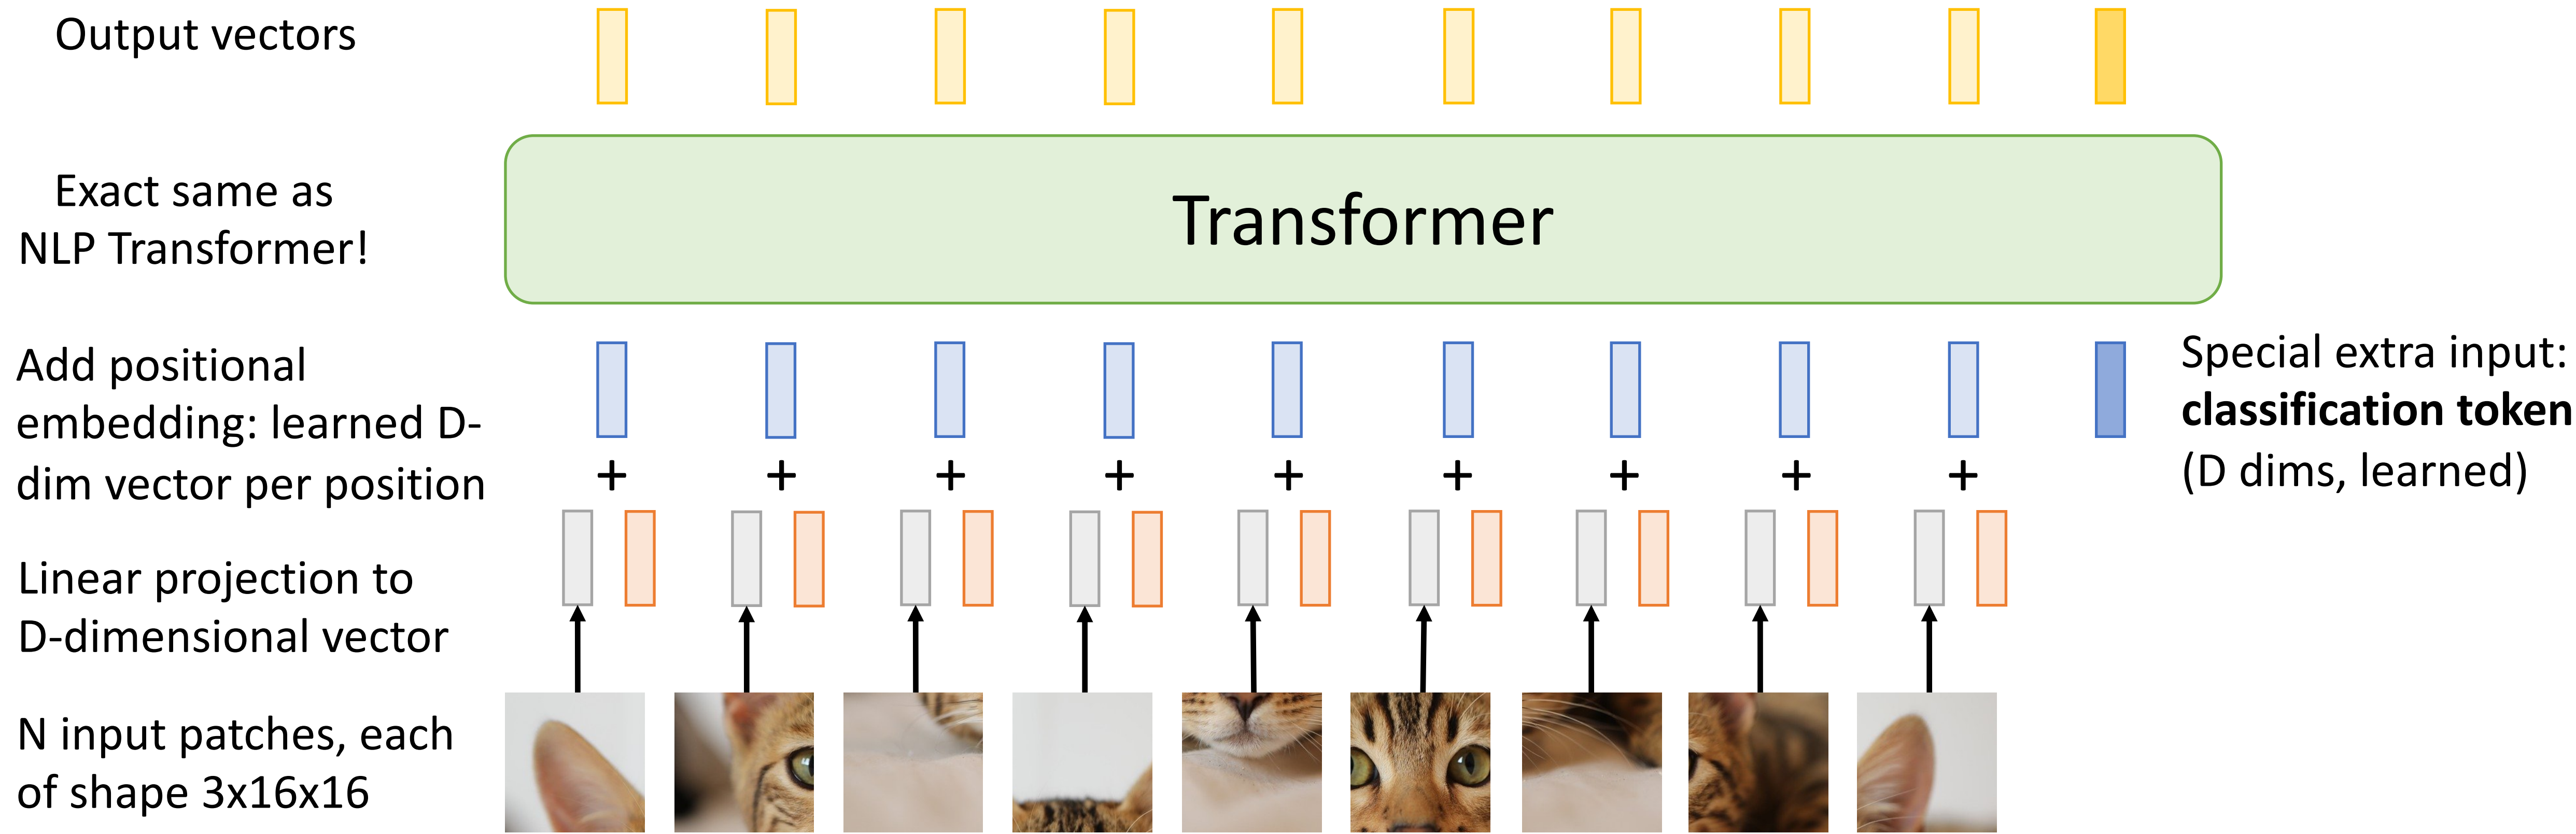 Output vectors
Exact same as
NLP Transformer!
Transformer
Add positional
embedding: learned D-
dim vector per position
+ + + + + + + + +
Special extra input:
classification token
(D dims, learned)
Linear projection to
D-dimensional vector
N input patches, each
of shape 3x16x16